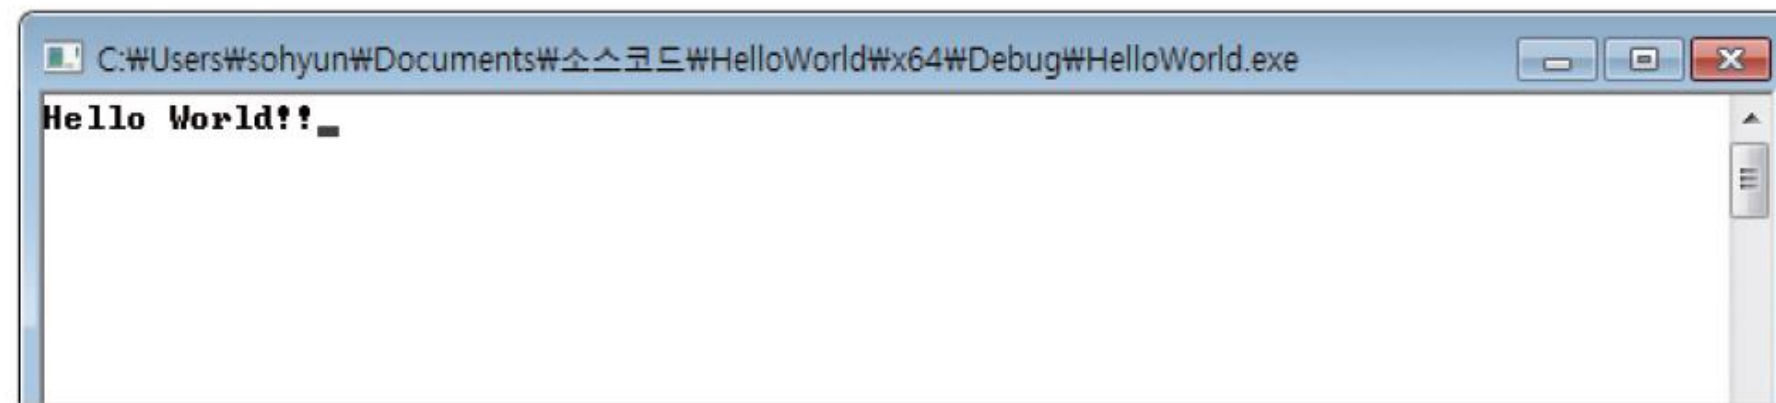 C:₩Users₩sohyun₩Documents₩소스코드₩HelloWorld₩x64₩Debug₩HelloWorld.exe
Hello World!!_